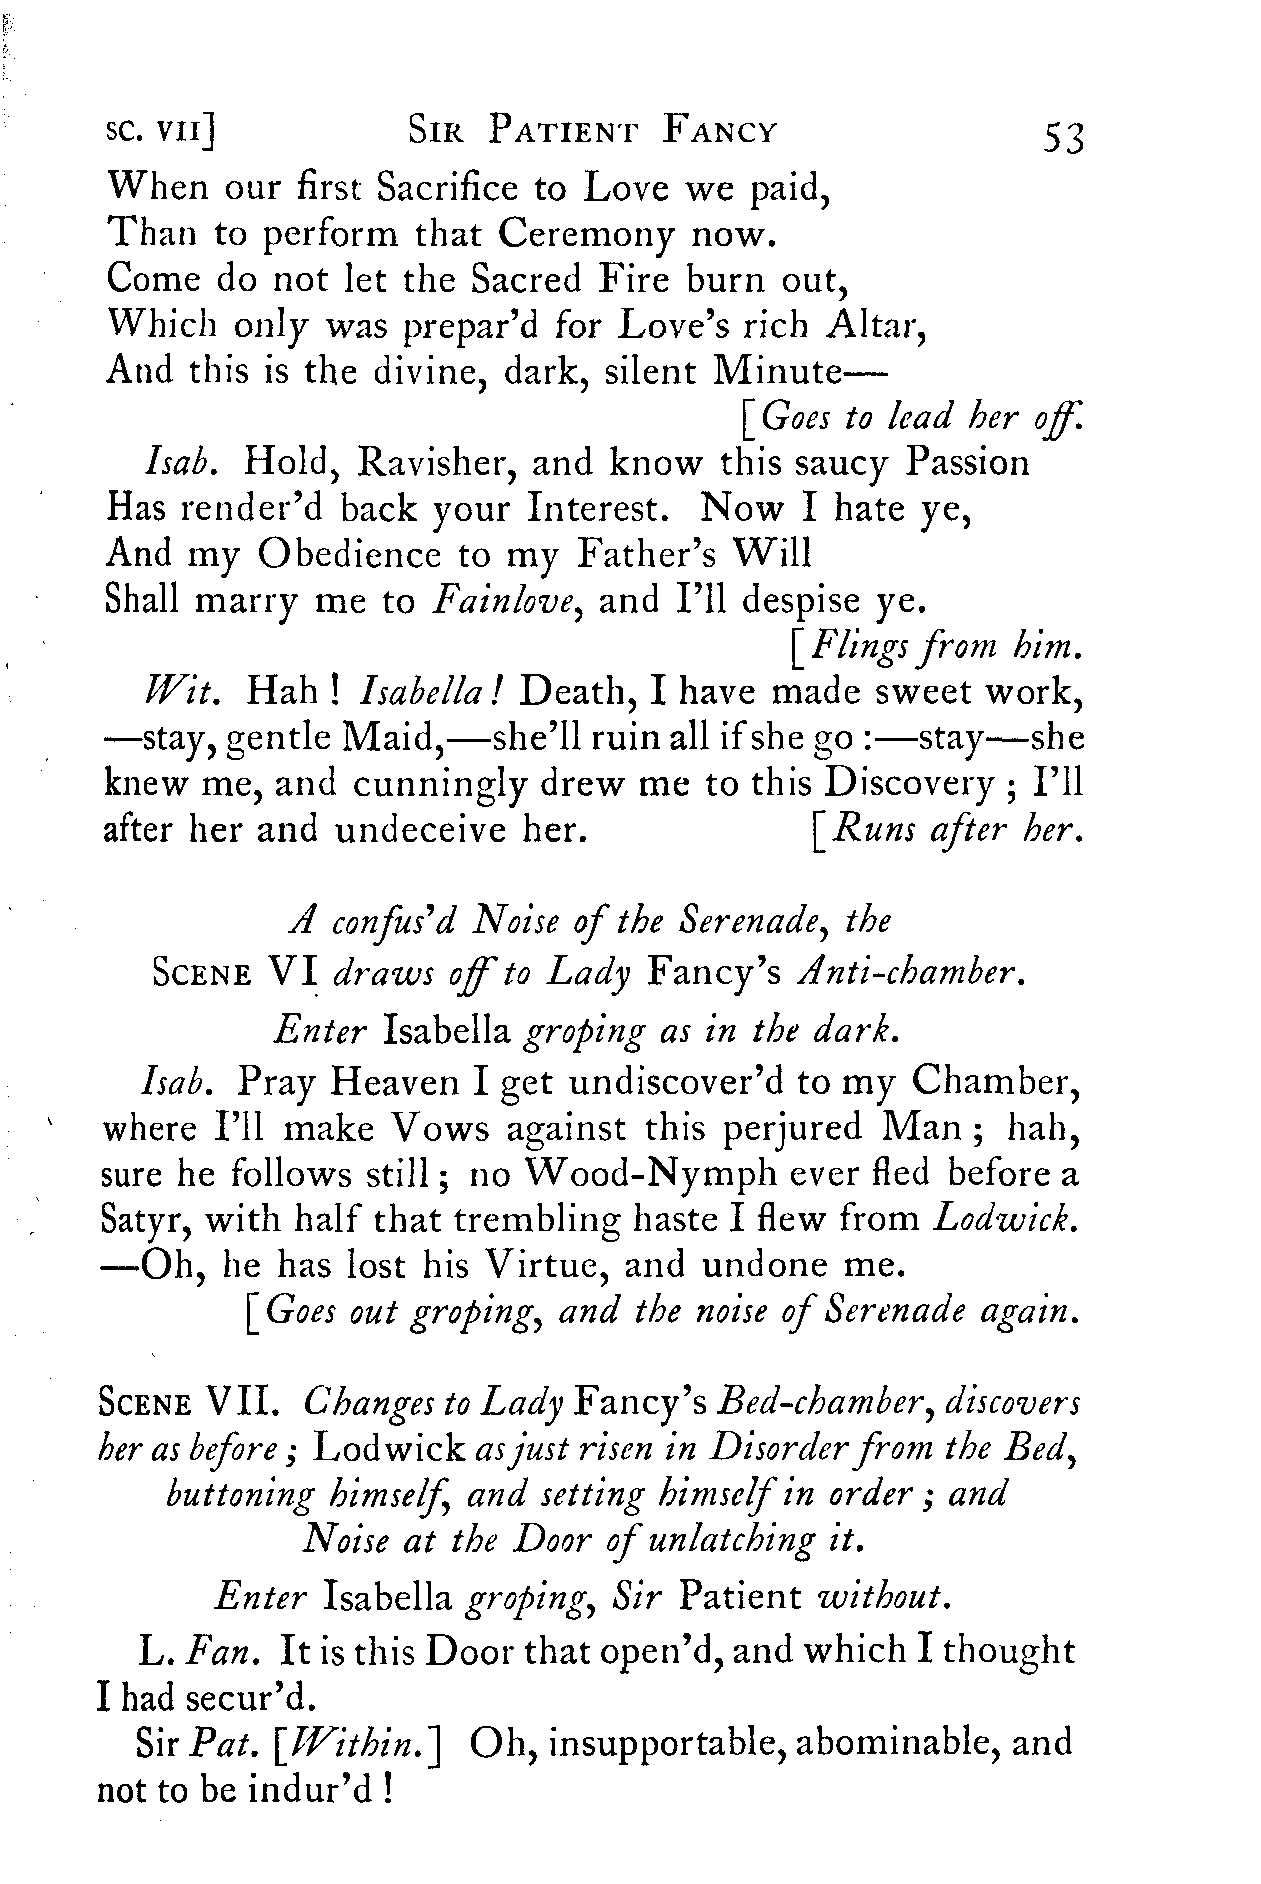 SC. VII] SIR PATIENT FANCY 53
When our first Sacrifice to Love we paid,
Than to perform that Ceremony now.
Come do not let the Sacred Fire burn out,
Which only was prepar'd for Love's rich Altar,
And this is the divine, dark, silent Minute—
[Goes to lead her off.
Isab. Hold, Ravisher, and know this saucy Passion
Has render'd back your Interest. Now I hate ye,
And my Obedience to my Father's Will
Shall marry me to Fainlove, and I'll despise ye.
[Flings from him.
Wit. Hah ! Isabella ! Death, I have made sweet work,
—stay, gentle Maid,—she'll ruin all if she go :—stay—she
knew me, and cunningly drew me to this Discovery ; I'll
after her and undeceive her. [Runs after her.
A confus'd Noise of the Serenade, the
SCENE VI draws off to Lady Fancy's Anti-chamber.
Enter Isabella groping as in the dark.
Isab. Pray Heaven I get undiscover'd to my Chamber,
where I'll make Vows against this perjured Man ; hah,
sure he follows still ; no Wood-Nymph ever fled before a
Satyr, with half that trembling haste I flew from Lodwick.
—Oh, he has lost his Virtue, and undone me.
[Goes out groping, and the noise of Serenade again.
SCENE VII. Changes to Lady Fancy's Bed-chamber, discovers
her as before ; Lodwick as just risen in Disorder from the Bed,
buttoning himself, and setting himself in order ; and
Noise at the Door of unlatching it.
Enter Isabella groping, Sir Patient without.
L. Fan. It is this Door that open'd, and which I thought
I had secur'd.
Sir Pat. [Within.] Oh, insupportable, abominable, and
not to be indur'd !